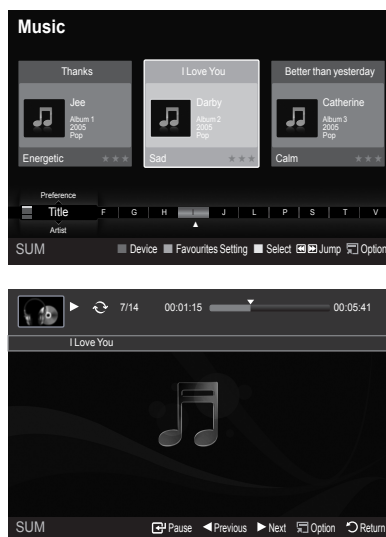 Music
Thanks
Jee
Album 1
2005
Pop
Energetic
I Love You
Darby
Album 2
2005
Pop
Sad
Better than yesterday
Catherine
Album 3
2005
Pop
Calm
Preference
Title F G H I J L P S T V
Artist
SUM Device Favourites Setting Select Jump Option
7/14 00:01:15 00:05:41
I Love You
SUM Pause Previous Next Option Return